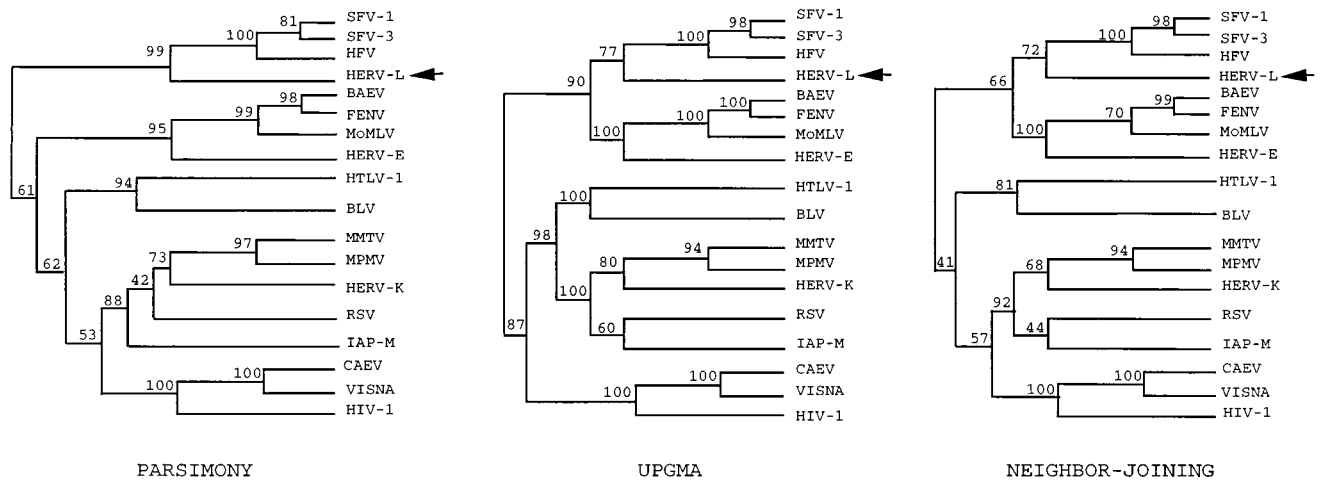 81 SFV-1
SFV-3
100
HFV
99
HERV-L
98 BAEV
FENV
99
MoMLV
95
HERV-E
61
94 HTLV-1
BLV
97 MMTV
MPMV
73
HERV-K
62
42
88
RSV
53
IAP-M
100 CAEV
VISNA
100
HIV-1
PARSIMONY
98 SFV-1
SFV-3
100
HFV
77
HERV-L
90
100 BAEV
FENV
100
MoMLV
100
HERV-E
100 HTLV-1
BLV
98
94 MMTV
MPMV
80
HERV-K
100
RSV
60
IAP-M
87
100 CAEV
VISNA
100
HIV-1
UPGMA
98 SFV-1
SFV-3
100
HFV
72
HERV-L
66
99 BAEV
FENV
70
MoMLV
100
HERV-E
81 HTLV-1
BLV
41
94 MMTV
MPMV
68
HERV-K
92
RSV
44
IAP-M
57
100 CAEV
VISNA
100
HIV-1
NEIGHBOR-JOINING